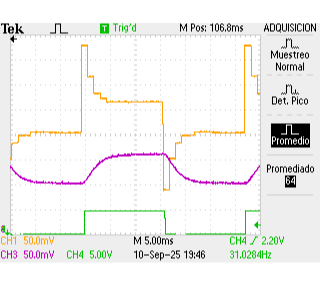 Tek
T Trig'd
M Pos: 106.8ms
ADQUISICION
Muestreo
Normal
Det. Pico
Promedio
Promediado
64
CH1 50.0mV
M 5.00ms
CH4 / 2.20V
CH3 50.0mV
CH4 5.00V
10-Sep-25 19:46
31.0284Hz